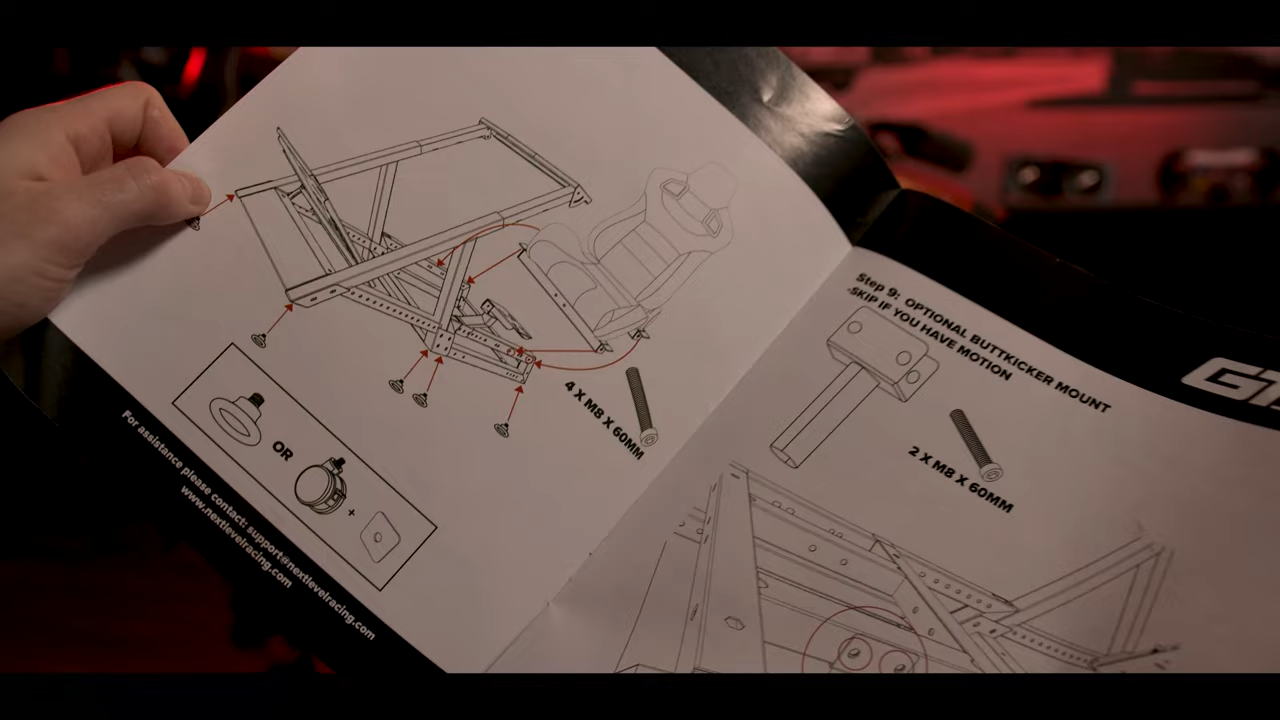 4 X M8 X 60MM
OR
+
For assistance please contact: support@nextlevelracing.com
www.nextlevelracing.com
Step 9: OPTIONAL BUTTKICKER MOUNT
-SKIP IF YOU HAVE MOTION
2 X M8 X 60MM